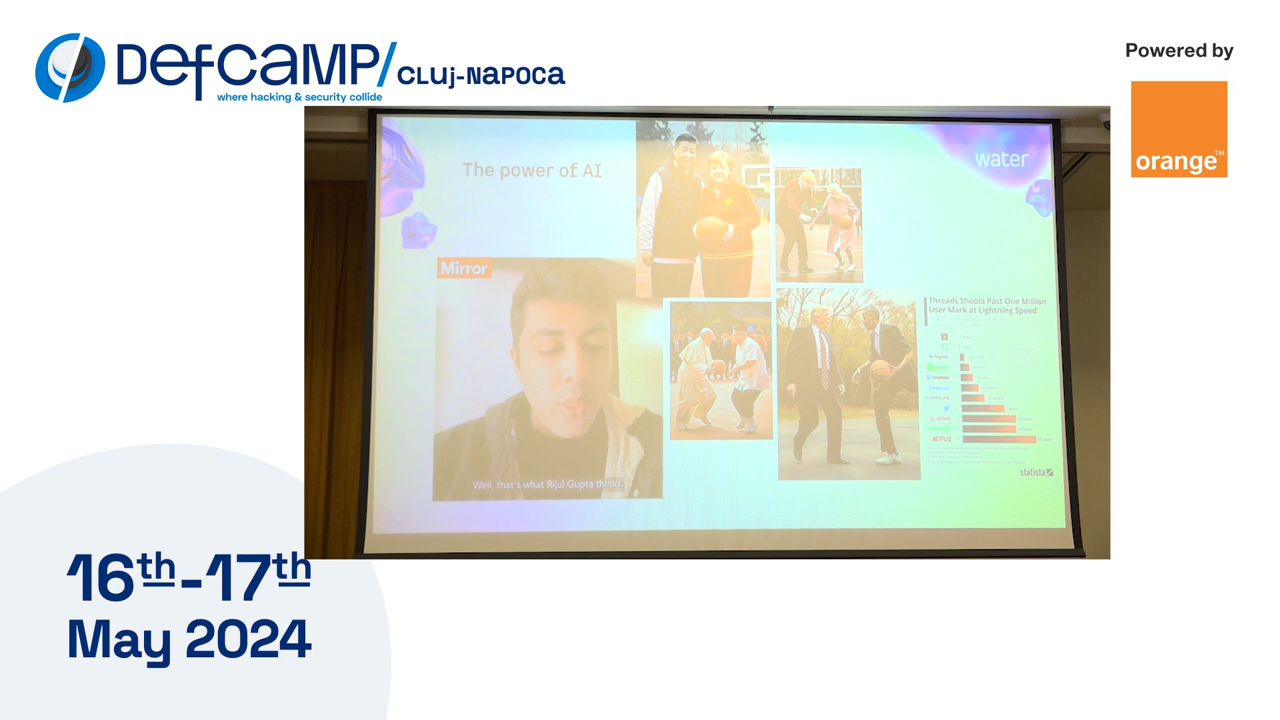 DefCaMP/ CLUj-NaPOCa
where hacking & security collide
Powered by
orange™
The power of AI
water
Mirror
Well, that's what Rijul Gupta thinks.
Threads Shoots Past One Million
User Mark at Lightning Speed
NETFLIX
statista
16th-17th
May 2024